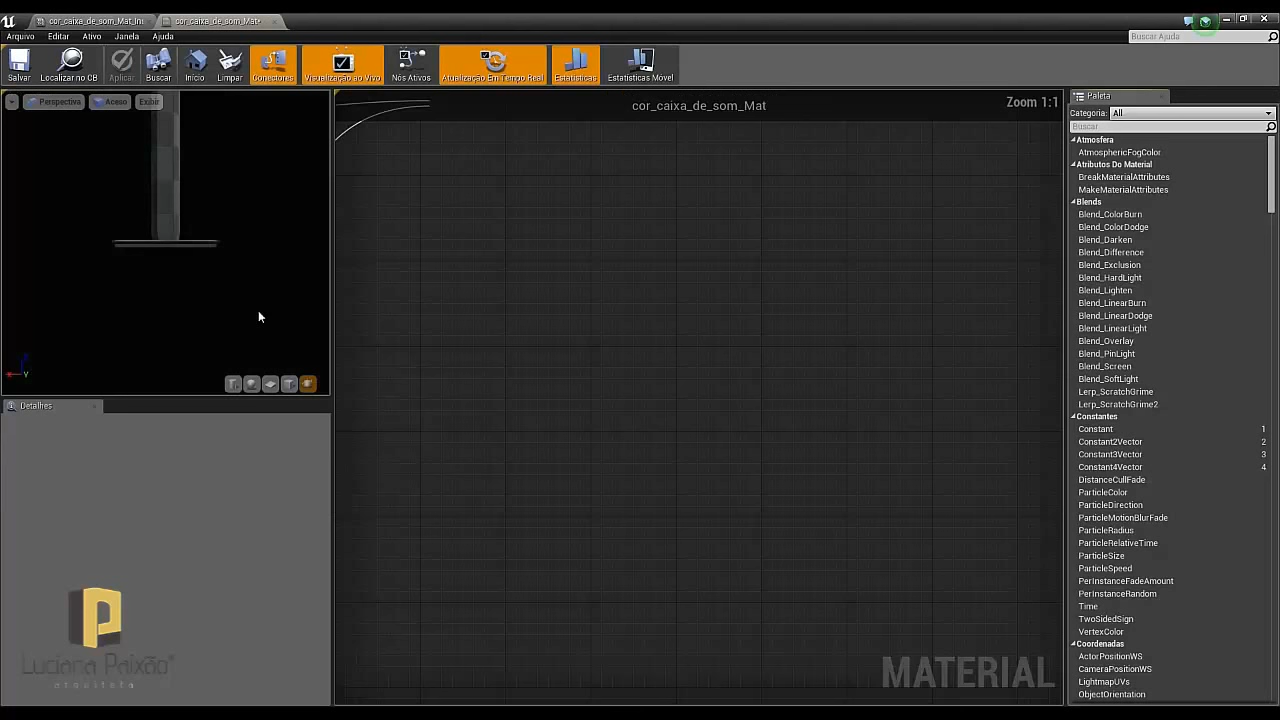 cor_caixa_de_som_Mat_Ins
cor_caixa_de_som_Mat*
Arquivo Editar Ativo Janela Ajuda
Buscar Ajuda
Salvar Localizar no CB Aplicar Buscar Início Limpar Conectores Visualização ao Vivo Nós Ativos Atualização Em Tempo Real Estatísticas Estatísticas Móvel
Perspectiva Aceso Exibir
cor_caixa_de_som_Mat
Zoom 1:1
Paleta
Categoria: All
Buscar
Atmosfera
AtmosphericFogColor
Atributos Do Material
BreakMaterialAttributes
MakeMaterialAttributes
Blends
Blend_ColorBurn
Blend_ColorDodge
Blend_Darken
Blend_Difference
Blend_Exclusion
Blend_HardLight
Blend_Lighten
Blend_LinearBurn
Blend_LinearDodge
Blend_LinearLight
Blend_Overlay
Blend_PinLight
Blend_Screen
Blend_SoftLight
Lerp_ScratchGrime
Lerp_ScratchGrime2
Constantes
Constant 1
Constant2Vector 2
Constant3Vector 3
Constant4Vector 4
DistanceCullFade
ParticleColor
ParticleDirection
ParticleMotionBlurFade
ParticleRadius
ParticleRelativeTime
ParticleSize
ParticleSpeed
PerInstanceFadeAmount
PerInstanceRandom
Time
TwoSidedSign
VertexColor
Coordenadas
ActorPositionWS
CameraPositionWS
LightmapUVs
ObjectOrientation
Y
Detalhes
Luciana Paixão
arquiteta
MATERIAL